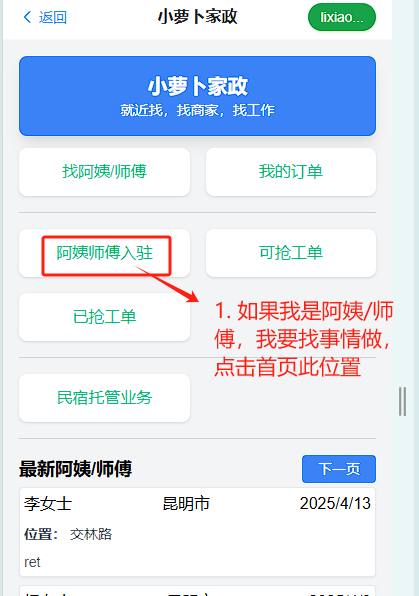 返回
小萝卜家政
lixiao...
小萝卜家政
就近找，找商家，找工作
找阿姨/师傅
我的订单
阿姨师傅入驻
可抢工单
已抢工单
1. 如果我是阿姨/师
傅，我要找事情做，
点击首页此位置
民宿托管业务
最新阿姨/师傅
下一页
李女士
昆明市
2025/4/13
位置： 交林路
ret